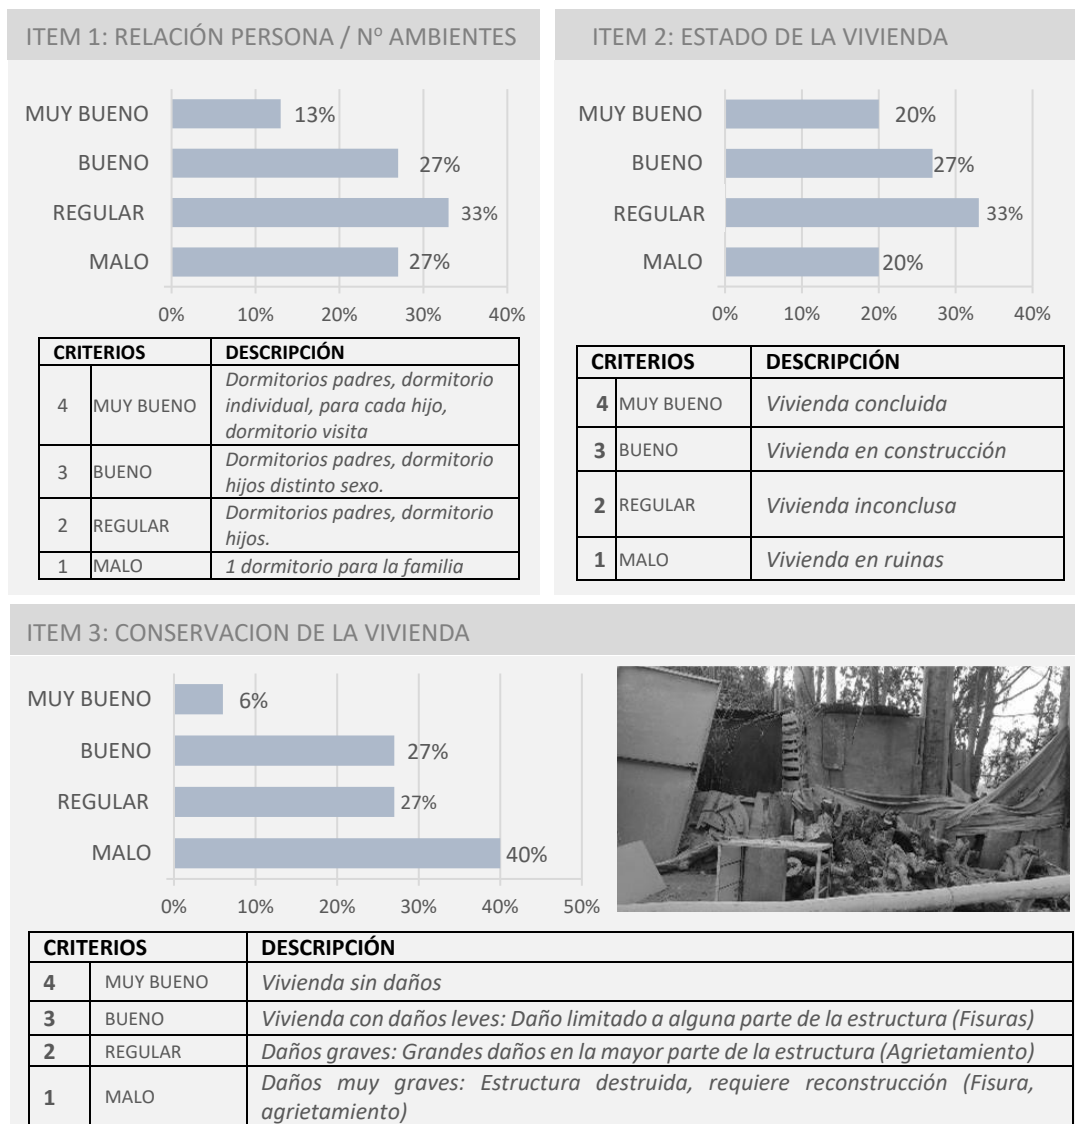 ITEM 1: RELACIÓN PERSONA / Nº AMBIENTES
MUY BUENO 13%
BUENO 27%
REGULAR 33%
MALO 27%
0% 10% 20% 30% 40%
CRITERIOS DESCRIPCIÓN
4 MUY BUENO Dormitorios padres, dormitorio
individual, para cada hijo,
dormitorio visita
3 BUENO Dormitorios padres, dormitorio
hijos distinto sexo.
2 REGULAR Dormitorios padres, dormitorio
hijos.
1 MALO 1 dormitorio para la familia
ITEM 2: ESTADO DE LA VIVIENDA
MUY BUENO 20%
BUENO 27%
REGULAR 33%
MALO 20%
0% 10% 20% 30% 40%
CRITERIOS DESCRIPCIÓN
4 MUY BUENO Vivienda concluida
3 BUENO Vivienda en construcción
2 REGULAR Vivienda inconclusa
1 MALO Vivienda en ruinas
ITEM 3: CONSERVACION DE LA VIVIENDA
MUY BUENO 6%
BUENO 27%
REGULAR 27%
MALO 40%
0% 10% 20% 30% 40% 50%
CRITERIOS DESCRIPCIÓN
4 MUY BUENO Vivienda sin daños
3 BUENO Vivienda con daños leves: Daño limitado a alguna parte de la estructura (Fisuras)
2 REGULAR Daños graves: Grandes daños en la mayor parte de la estructura (Agrietamiento)
1 MALO Daños muy graves: Estructura destruida, requiere reconstrucción (Fisura,
agrietamiento)